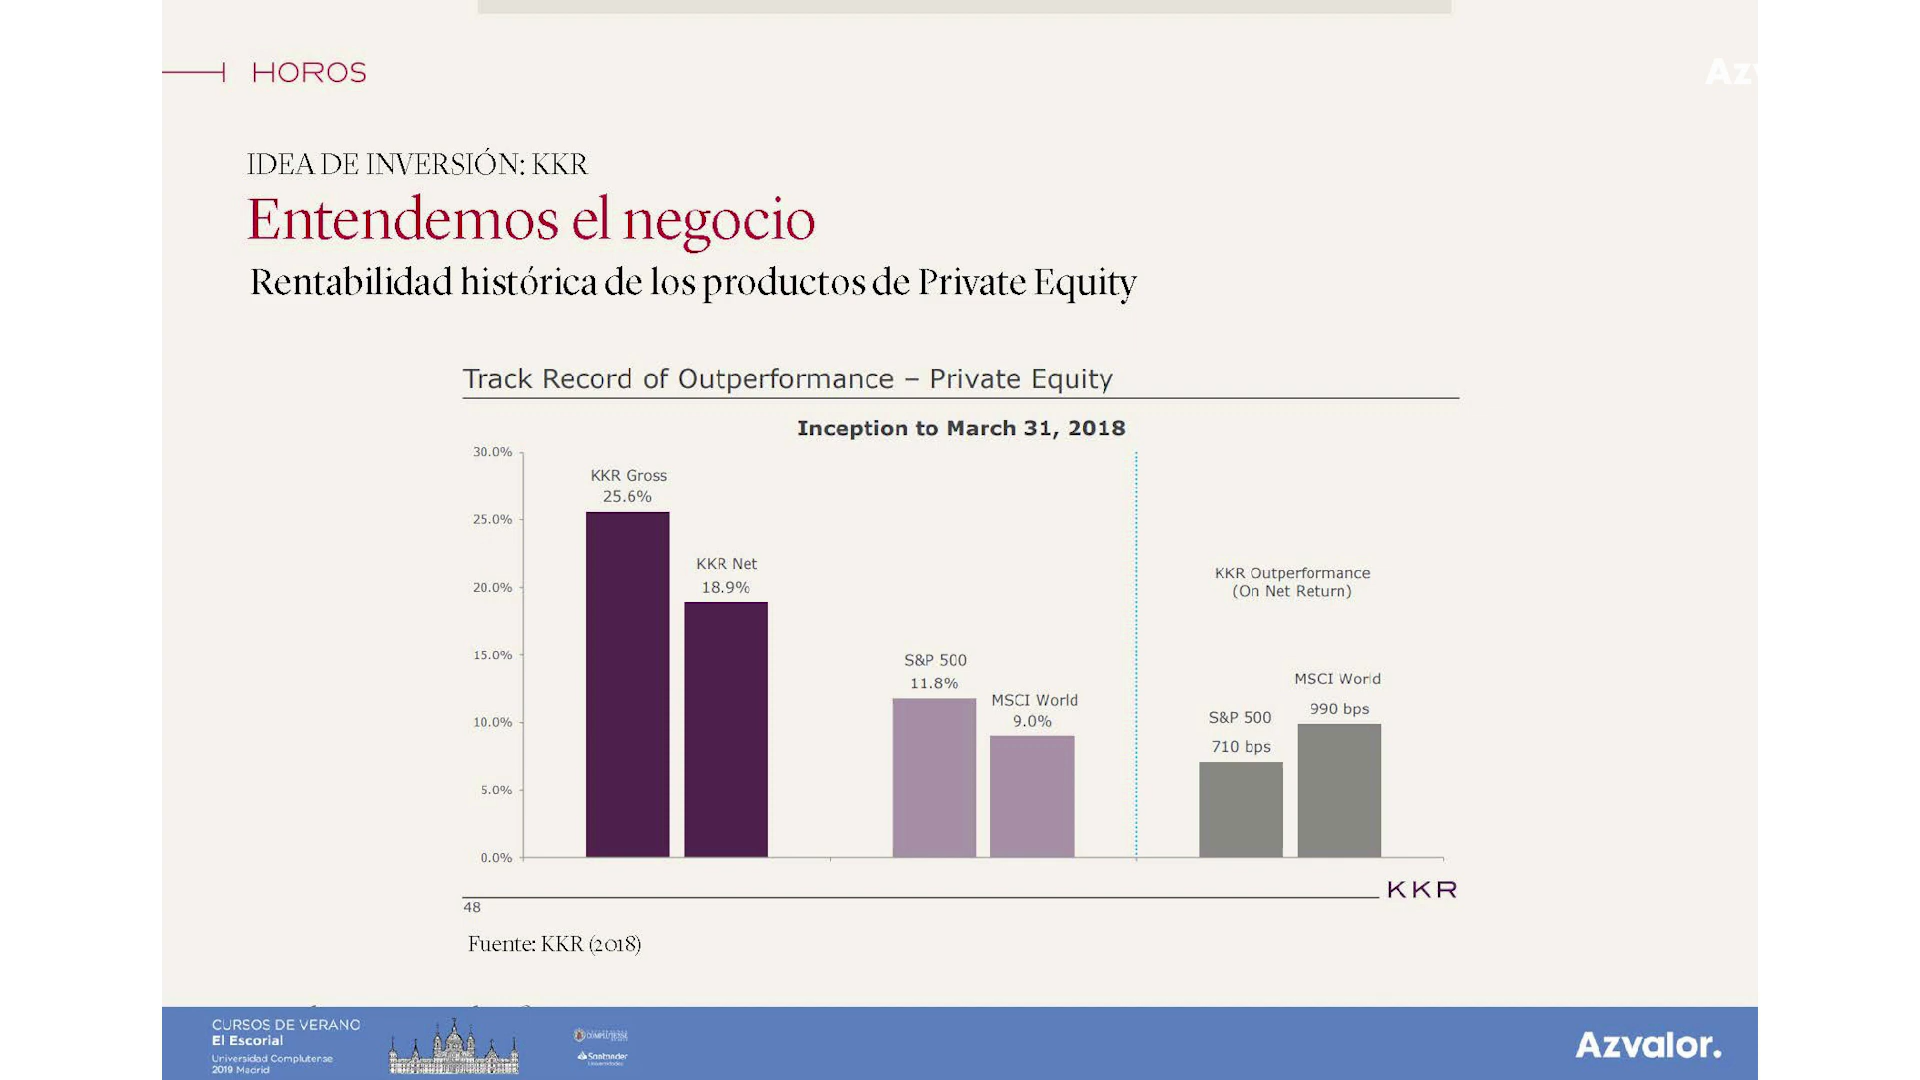 HOROS
Az
IDEA DE INVERSIÓN: KKR
Entendemos el negocio
Rentabilidad histórica de los productos de Private Equity
Track Record of Outperformance – Private Equity
Inception to March 31, 2018
30.0%
25.0%
20.0%
15.0%
10.0%
5.0%
0.0%
KKR Gross
25.6%
KKR Net
18.9%
S&P 500
11.8%
MSCI World
9.0%
KKR Outperformance
(On Net Return)
S&P 500
710 bps
MSCI World
990 bps
KKR
48
Fuente: KKR (2018)
CURSOS DE VERANO
El Escorial
Universidad Complutense
2019 Madrid
COMPLUTENSE
Santander
Azvalor.